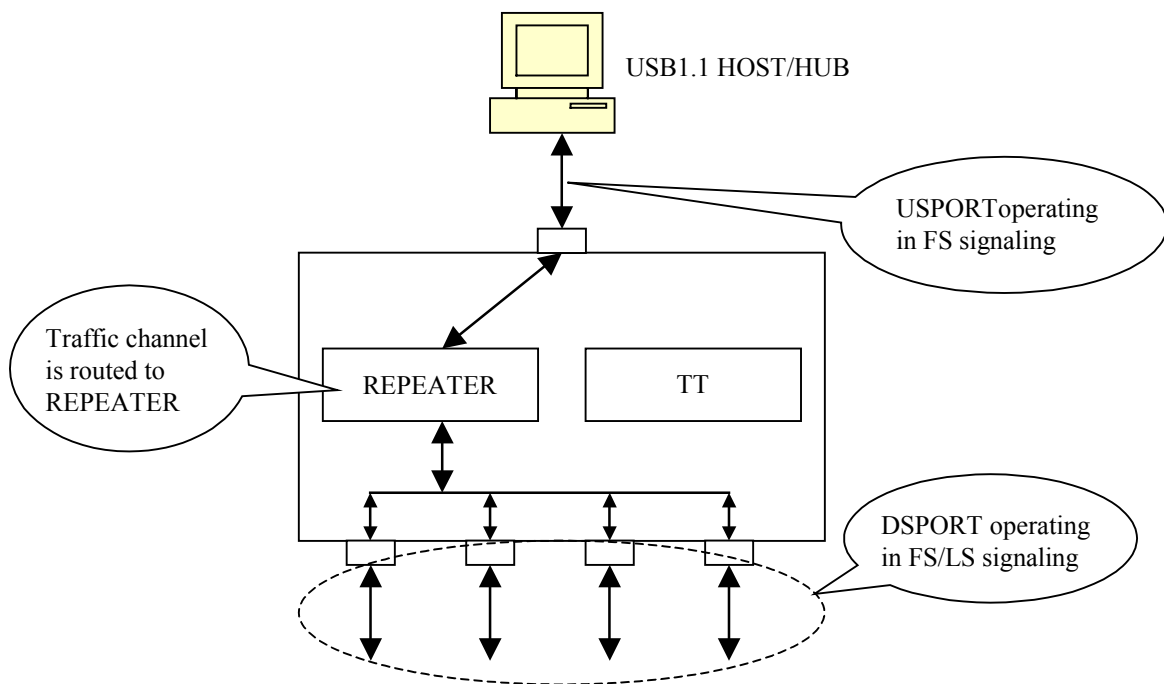 USB1.1 HOST/HUB
USPORToperating
in FS signaling
Traffic channel
is routed to
REPEATER
REPEATER
TT
DSPORT operating
in FS/LS signaling